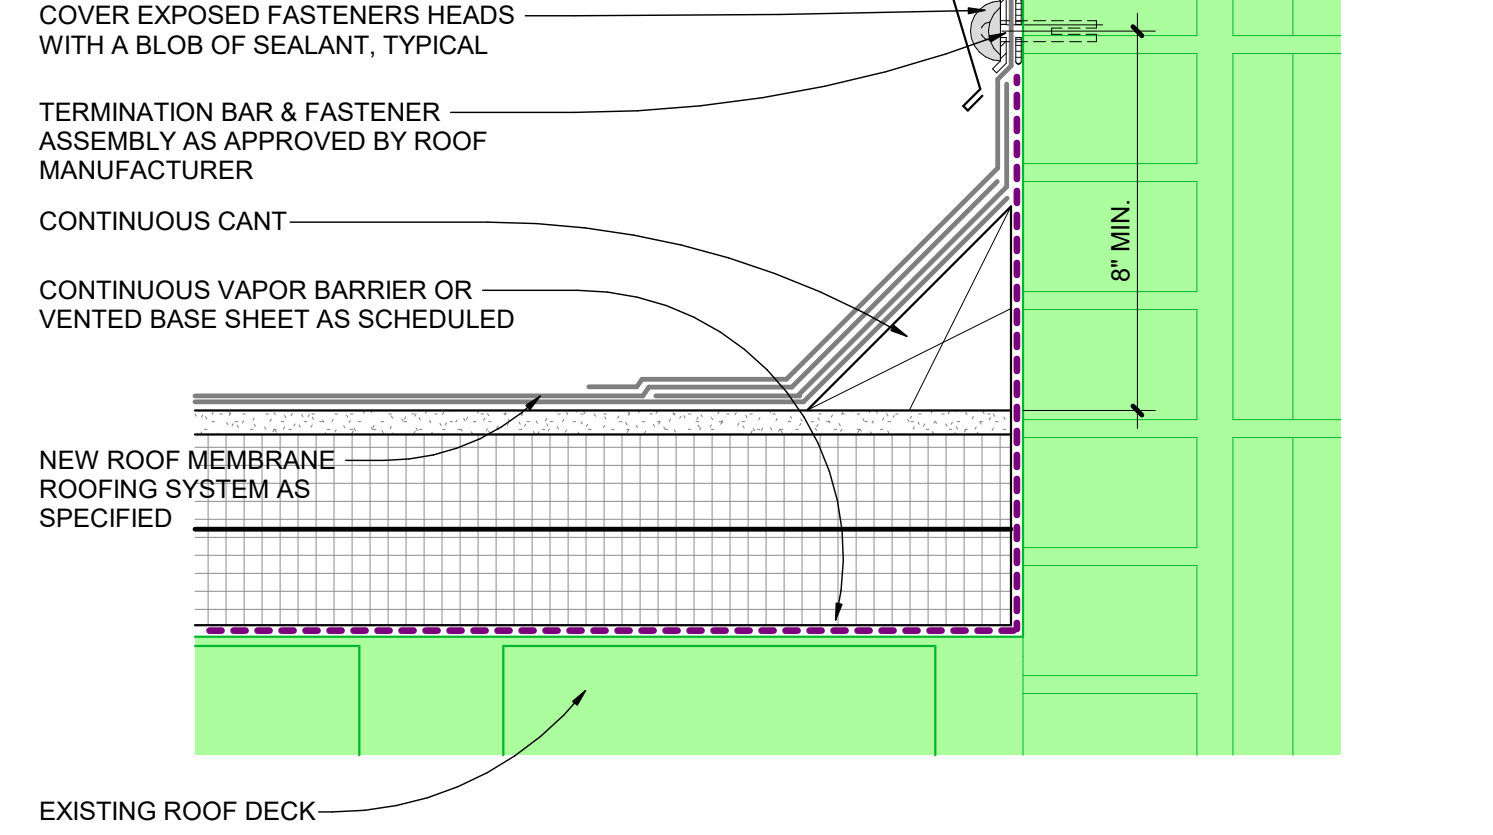 COVER EXPOSED FASTENERS HEADS
WITH A BLOB OF SEALANT, TYPICAL
TERMINATION BAR & FASTENER
ASSEMBLY AS APPROVED BY ROOF
MANUFACTURER
CONTINUOUS CANT
CONTINUOUS VAPOR BARRIER OR
VENTED BASE SHEET AS SCHEDULED
8" MIN.
NEW ROOF MEMBRANE
ROOFING SYSTEM AS
SPECIFIED
EXISTING ROOF DECK